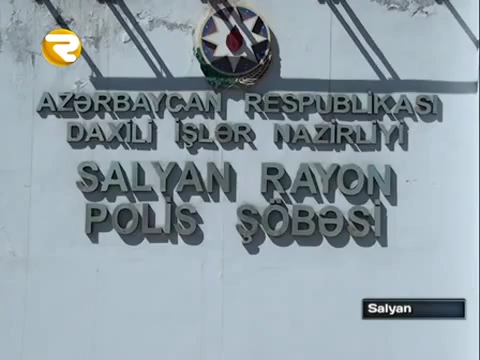 AZƏRBAYCAN RESPUBLİKASI
DAXİLİ İŞLƏR NAZİRLİYİ
SALYAN RAYON
POLİS ŞÖBƏSİ
Salyan